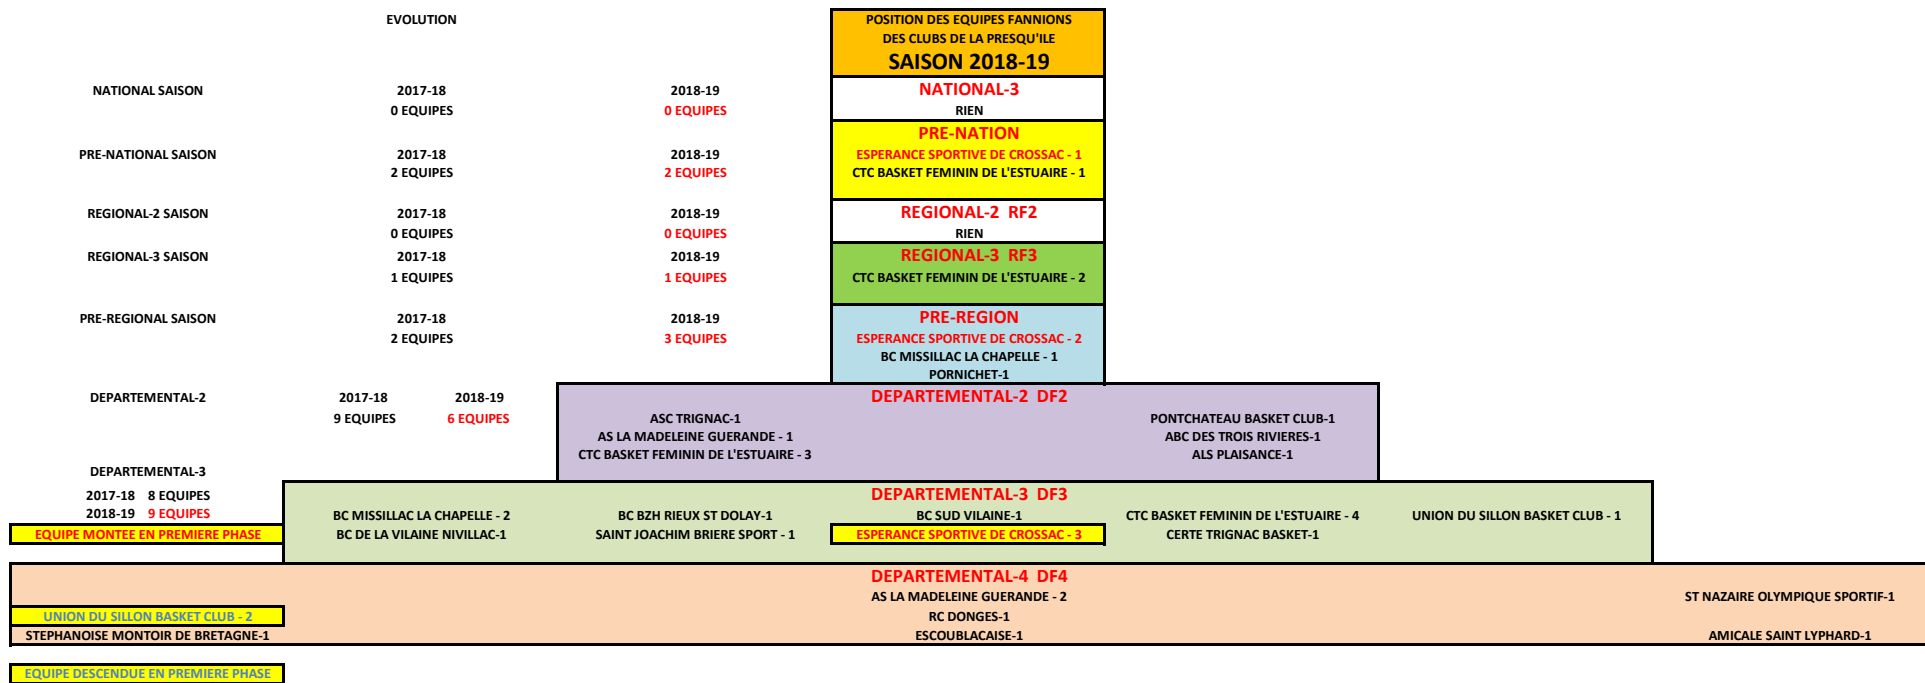 EVOLUTION
POSITION DES EQUIPES FANNIONS
DES CLUBS DE LA PRESQU'ILE
SAISON 2018-19
NATIONAL SAISON 2017-18 2018-19 NATIONAL-3
0 EQUIPES 0 EQUIPES RIEN
PRE-NATION
PRE-NATIONAL SAISON 2017-18 2018-19 ESPERANCE SPORTIVE DE CROSSAC - 1
2 EQUIPES 2 EQUIPES CTC BASKET FEMININ DE L'ESTUAIRE - 1
REGIONAL-2 SAISON 2017-18 2018-19 REGIONAL-2 RF2
0 EQUIPES 0 EQUIPES RIEN
REGIONAL-3 SAISON 2017-18 2018-19 REGIONAL-3 RF3
1 EQUIPES 1 EQUIPES CTC BASKET FEMININ DE L'ESTUAIRE - 2
PRE-REGIONAL SAISON 2017-18 2018-19 PRE-REGION
2 EQUIPES 3 EQUIPES ESPERANCE SPORTIVE DE CROSSAC - 2
BC MISSILLAC LA CHAPELLE - 1
PORNICHET-1
DEPARTEMENTAL-2 2017-18 2018-19 DEPARTEMENTAL-2 DF2
9 EQUIPES 6 EQUIPES ASC TRIGNAC-1 PONTCHATEAU BASKET CLUB-1
AS LA MADELEINE GUERANDE - 1 ABC DES TROIS RIVIERES-1
CTC BASKET FEMININ DE L'ESTUAIRE - 3 ALS PLAISANCE-1
DEPARTEMENTAL-3
2017-18 8 EQUIPES DEPARTEMENTAL-3 DF3
2018-19 9 EQUIPES BC MISSILLAC LA CHAPELLE - 2 BC BZH RIEUX ST DOLAY-1 BC SUD VILAINE-1 CTC BASKET FEMININ DE L'ESTUAIRE - 4 UNION DU SILLON BASKET CLUB - 1
EQUIPE MONTEE EN PREMIERE PHASE BC DE LA VILAINE NIVILLAC-1 SAINT JOACHIM BRIERE SPORT - 1 ESPERANCE SPORTIVE DE CROSSAC - 3 CERTE TRIGNAC BASKET-1
DEPARTEMENTAL-4 DF4
AS LA MADELEINE GUERANDE - 2 ST NAZAIRE OLYMPIQUE SPORTIF-1
UNION DU SILLON BASKET CLUB - 2 RC DONGES-1
STEPHANOISE MONTOIR DE BRETAGNE-1 ESCOUBLACAISE-1 AMICALE SAINT LYPHARD-1
EQUIPE DESCENDUE EN PREMIERE PHASE